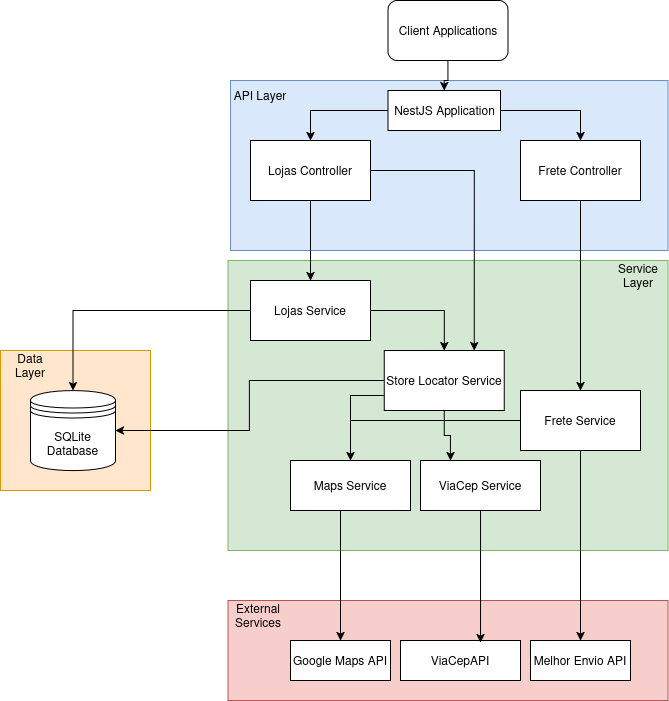 Client Applications
API Layer
NestJS Application
Lojas Controller
Frete Controller
Service
Layer
Lojas Service
Data
Layer
Store Locator Service
SQLite
Database
Frete Service
Maps Service
ViaCep Service
External
Services
Google Maps API
ViaCepAPI
Melhor Envio API